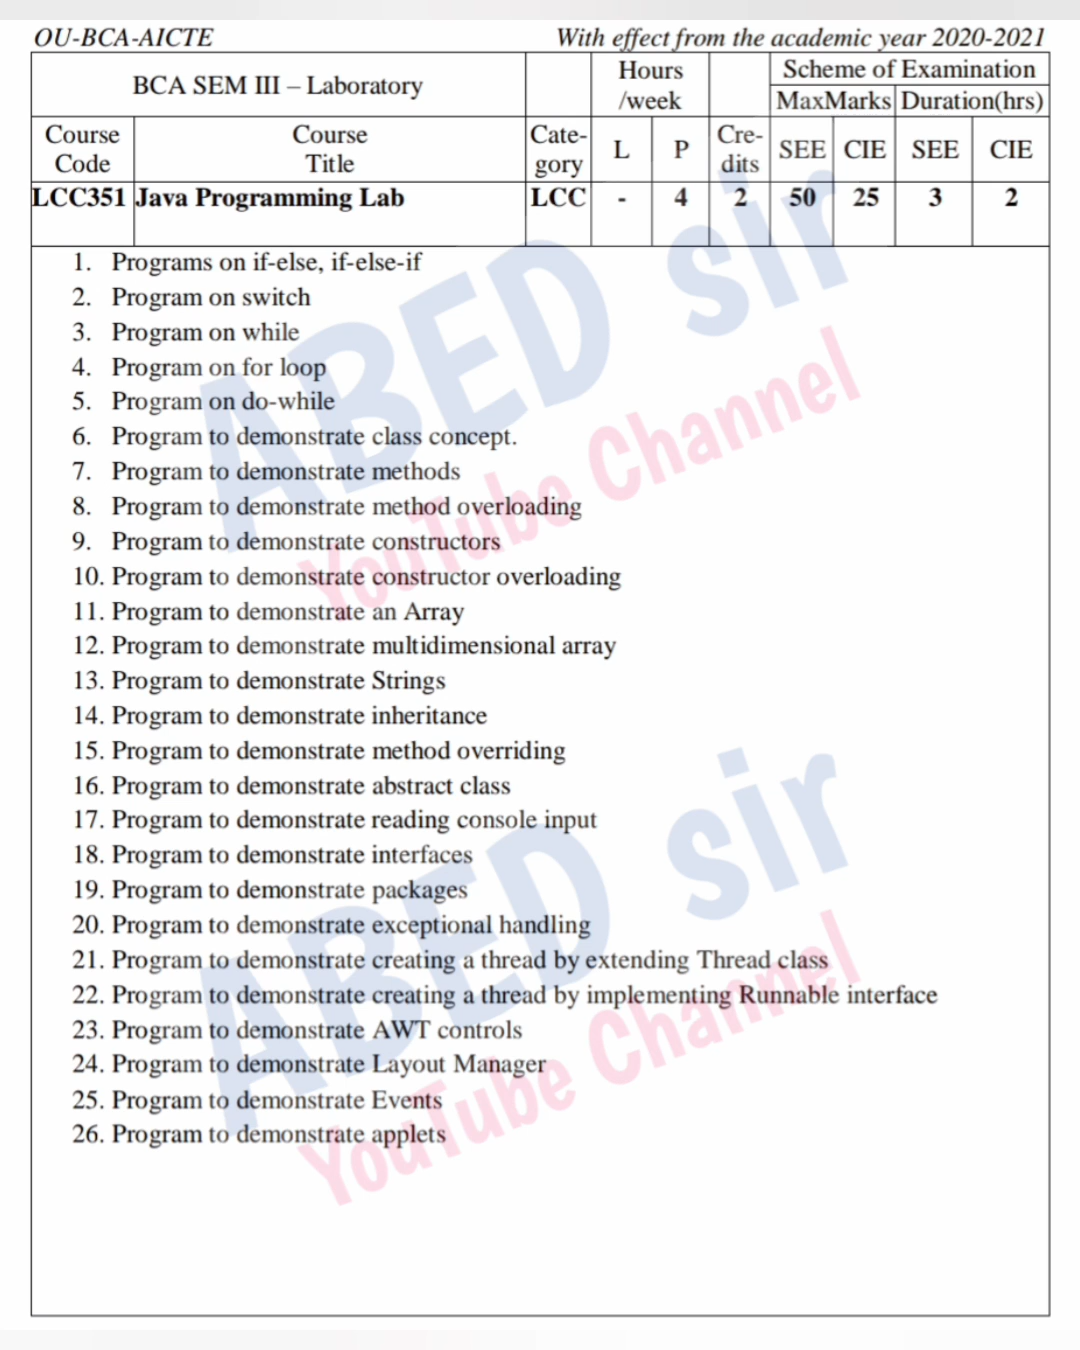 OU-BCA-AICTE With effect from the academic year 2020-2021
BCA SEM III – Laboratory Hours /week Scheme of Examination
MaxMarks Duration(hrs)
Course Code Course Title Cate-gory L P Cre-dits SEE CIE SEE CIE
LCC351 Java Programming Lab LCC - 4 2 50 25 3 2
1. Programs on if-else, if-else-if
2. Program on switch
3. Program on while
4. Program on for loop
5. Program on do-while
6. Program to demonstrate class concept.
7. Program to demonstrate methods
8. Program to demonstrate method overloading
9. Program to demonstrate constructors
10. Program to demonstrate constructor overloading
11. Program to demonstrate an Array
12. Program to demonstrate multidimensional array
13. Program to demonstrate Strings
14. Program to demonstrate inheritance
15. Program to demonstrate method overriding
16. Program to demonstrate abstract class
17. Program to demonstrate reading console input
18. Program to demonstrate interfaces
19. Program to demonstrate packages
20. Program to demonstrate exceptional handling
21. Program to demonstrate creating a thread by extending Thread class
22. Program to demonstrate creating a thread by implementing Runnable interface
23. Program to demonstrate AWT controls
24. Program to demonstrate Layout Manager
25. Program to demonstrate Events
26. Program to demonstrate applets
ABED sir
YouTube Channel
ABED sir
YouTube Channel